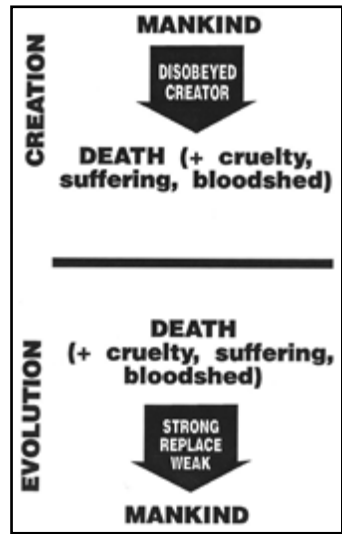 CREATION
MANKIND
DISOBEYED
CREATOR
DEATH (+ cruelty,
suffering, bloodshed)
EVOLUTION
DEATH
(+ cruelty, suffering,
bloodshed)
STRONG
REPLACE
WEAK
MANKIND